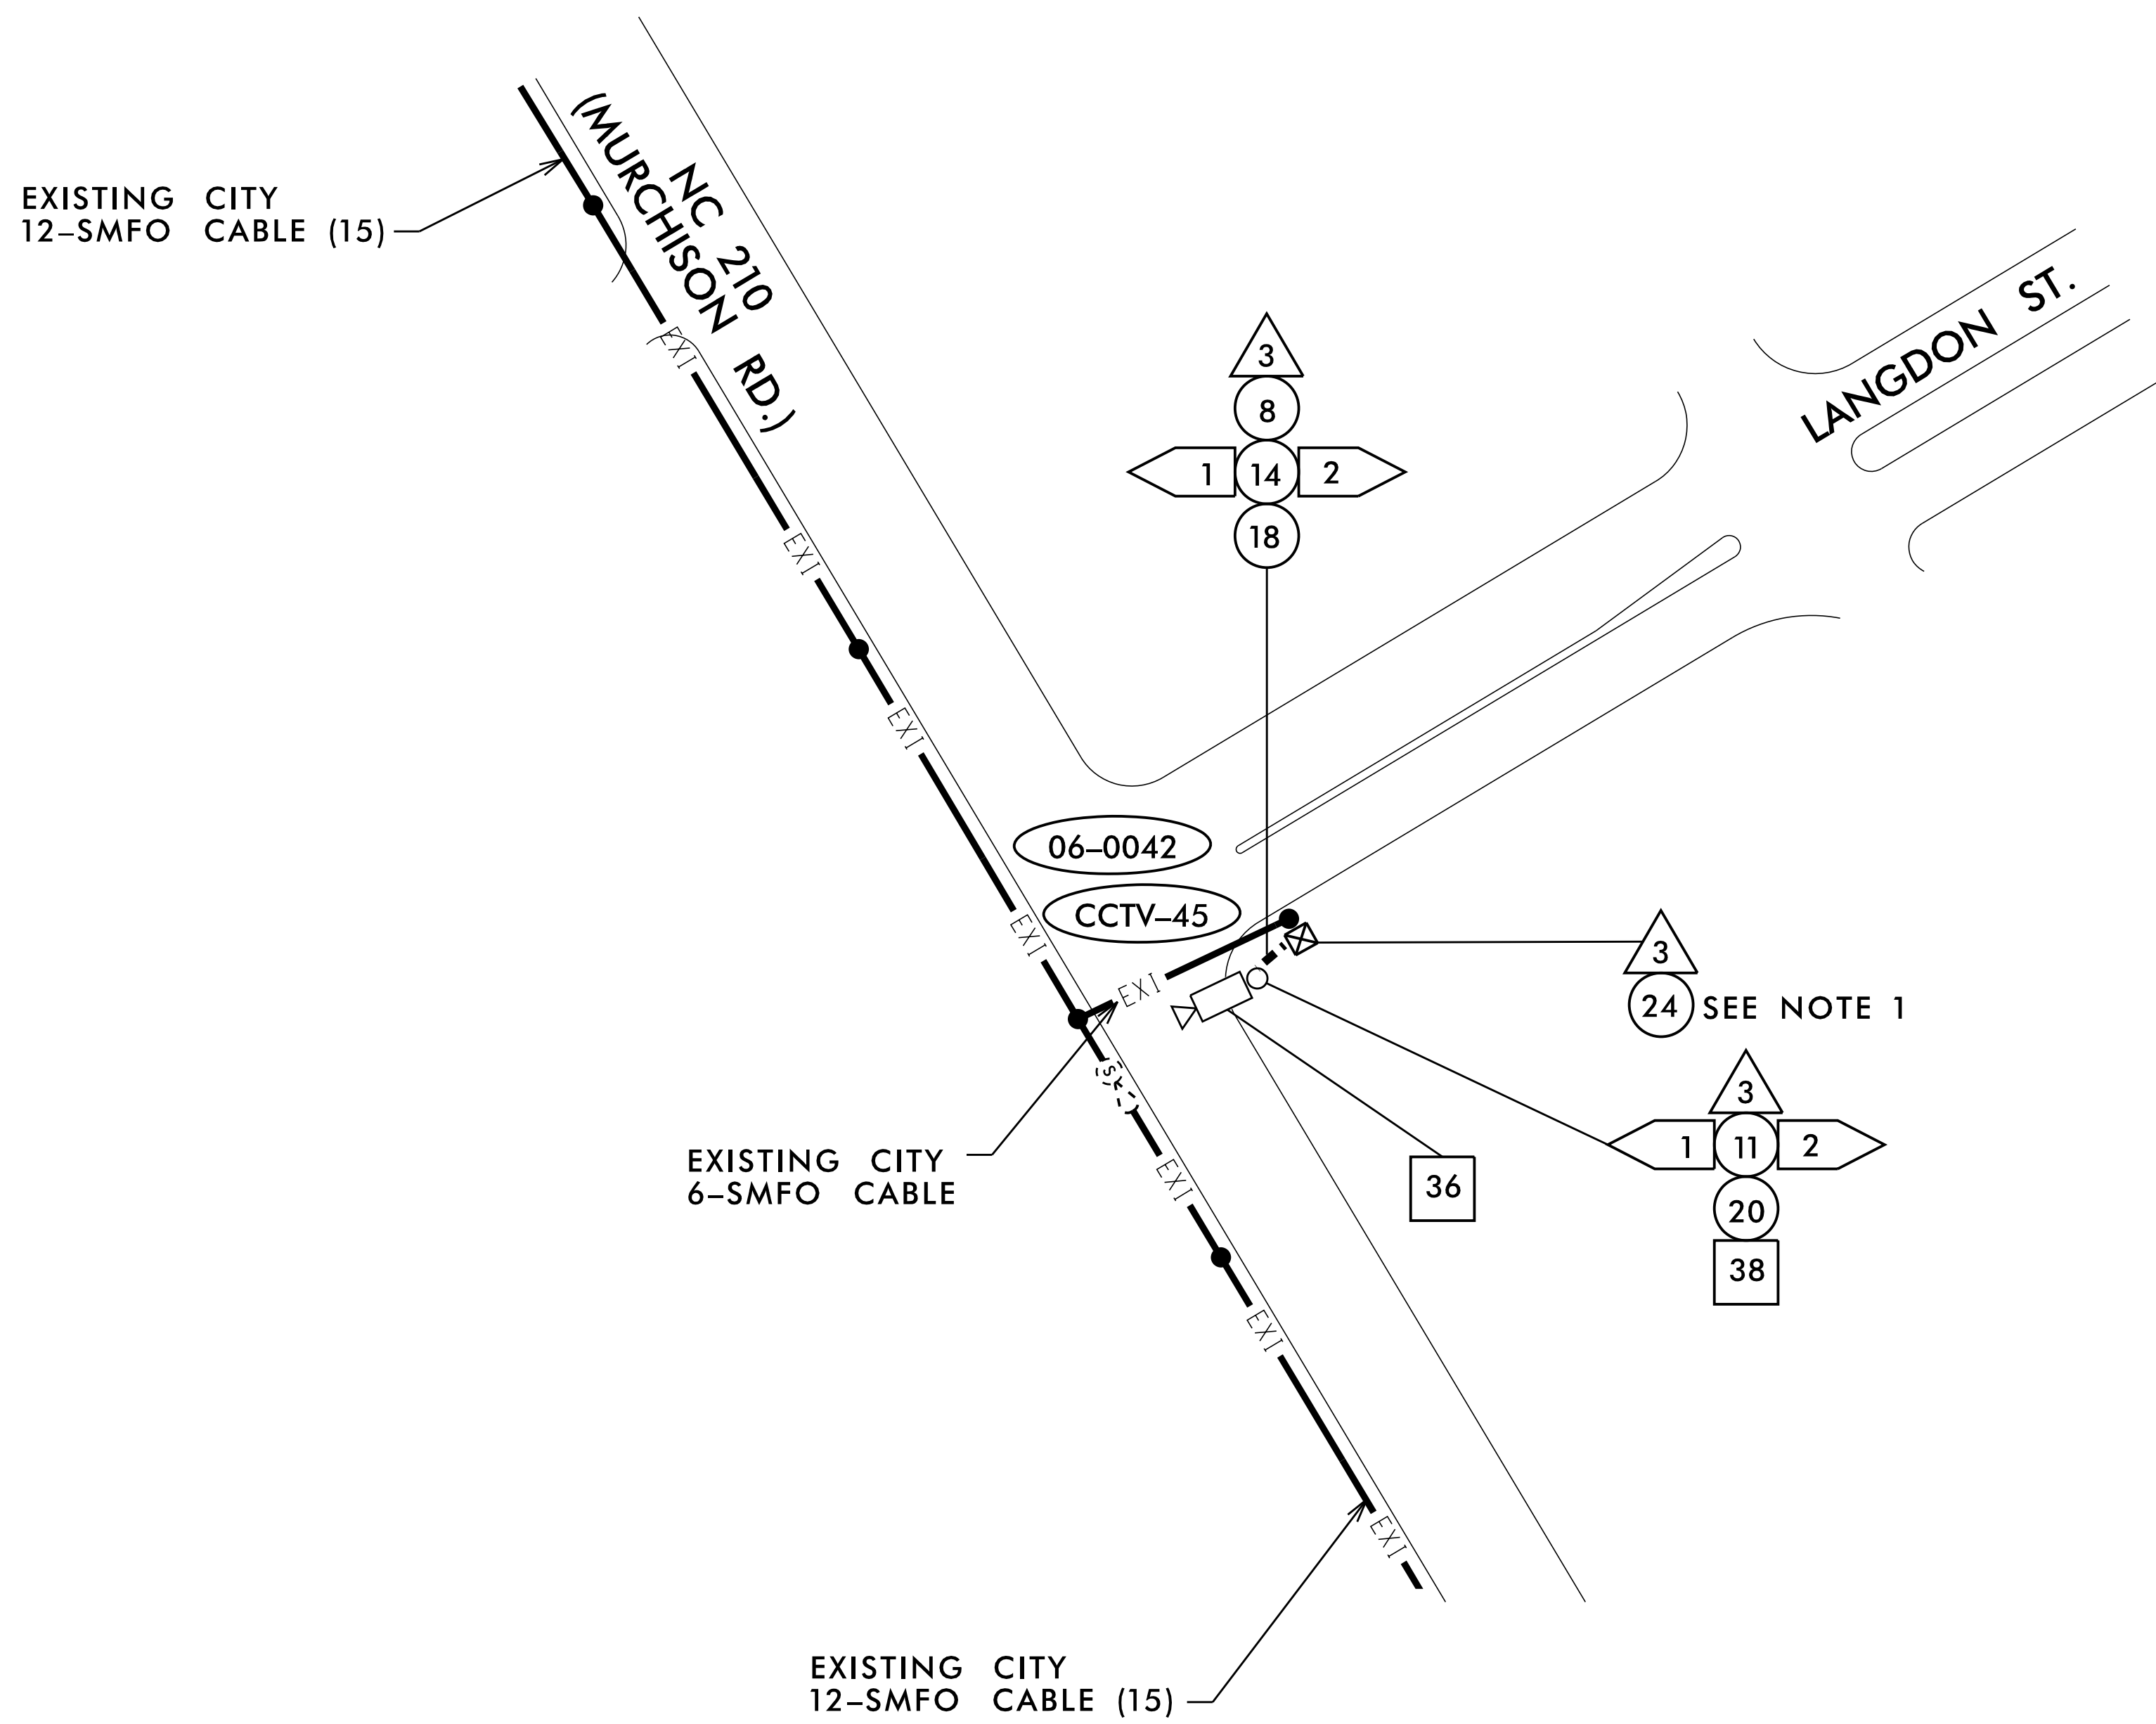 EXISTING CITY
12–SMFO CABLE (15)
NC 210
(MURCHISON RD.)
LANGDON ST.
EXI
EXI
EXI
EXI
3
8
1 14 2
18
06–0042
CCTV–45
EXI
3
24 SEE NOTE 1
S
3
1 11 2
20
38
36
EXISTING CITY
6–SMFO CABLE
EXI
EXI
EXI
EXISTING CITY
12–SMFO CABLE (15)